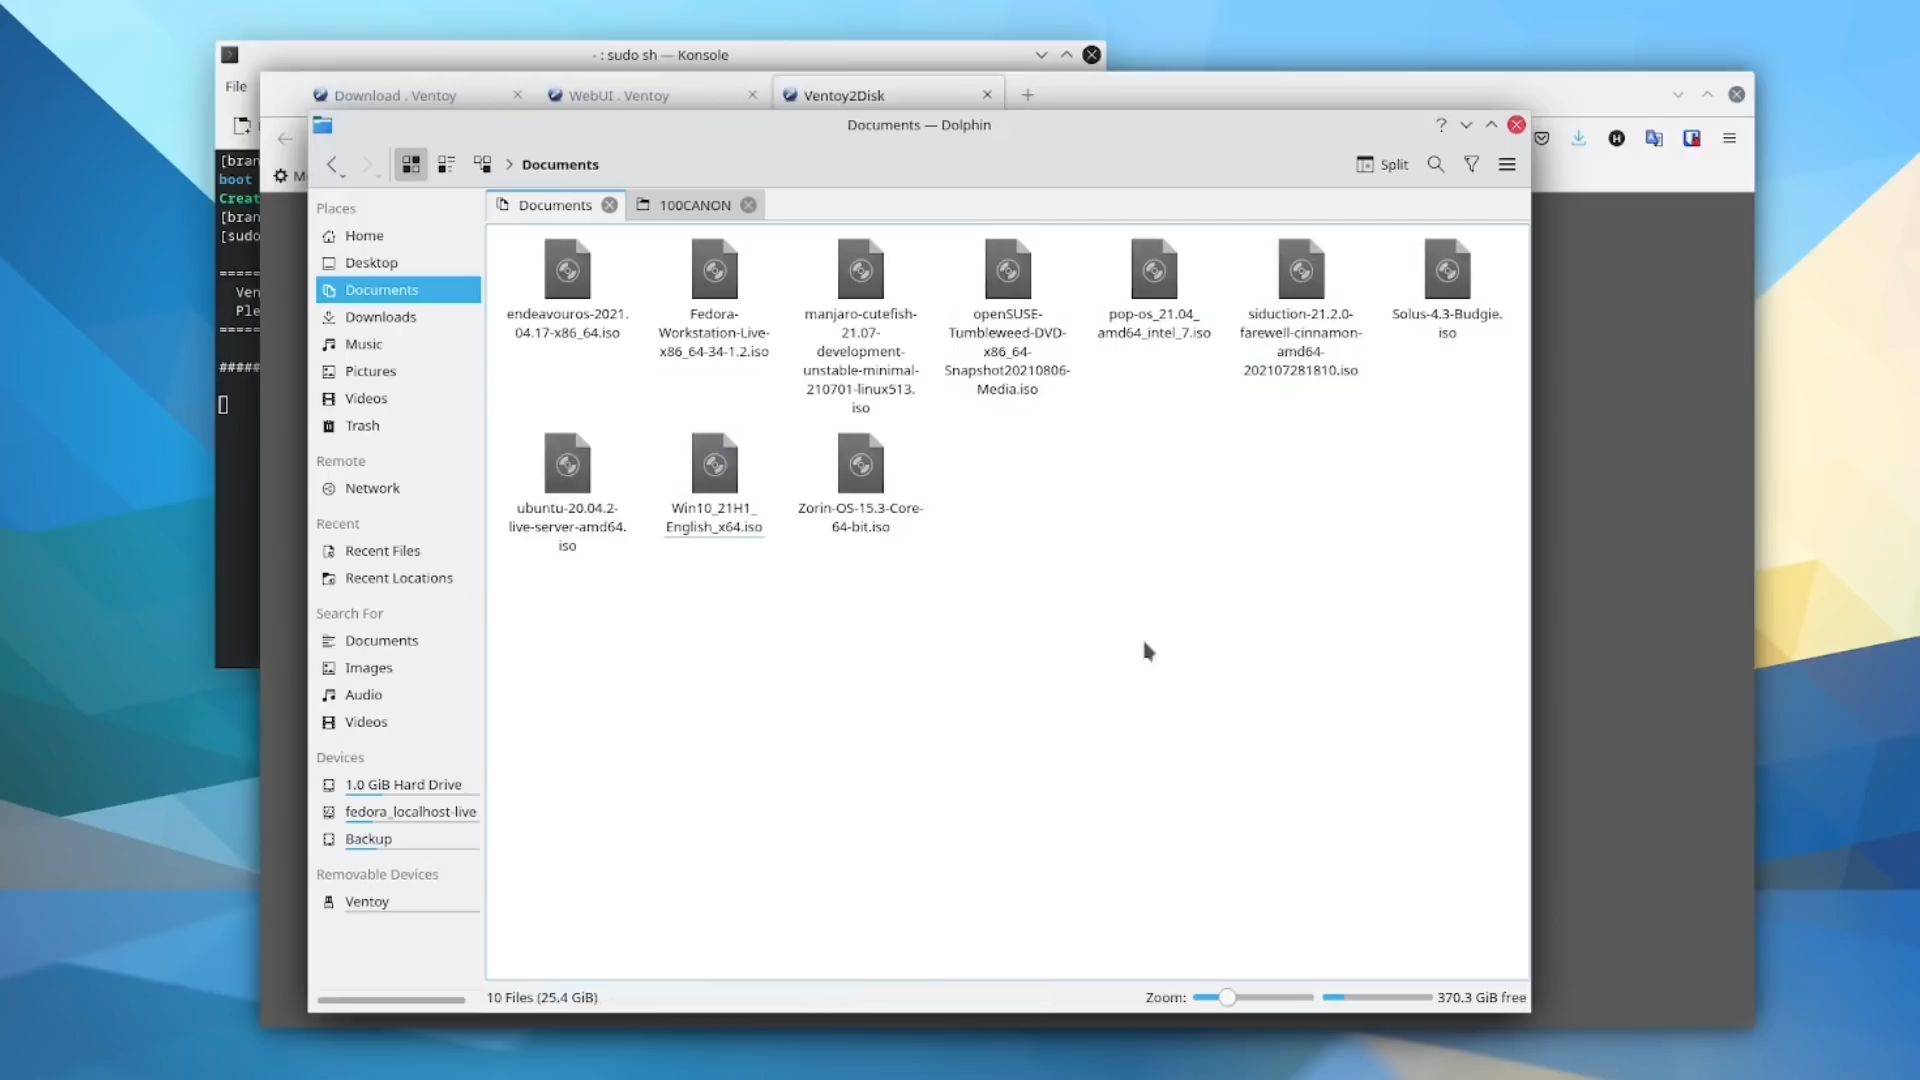 - : sudo sh — Konsole
File
Download . Ventoy
WebUI . Ventoy
Ventoy2Disk
[bran
boot
Creat
[bran
[sudo
=====
Ven
Ple
=====
#####
Documents — Dolphin
Documents
Split
Documents
100CANON
Places
Home
Desktop
Documents
Downloads
Music
Pictures
Videos
Trash
Remote
Network
Recent
Recent Files
Recent Locations
Search For
Documents
Images
Audio
Videos
Devices
1.0 GiB Hard Drive
fedora_localhost-live
Backup
Removable Devices
Ventoy
endeavouros-2021.
04.17-x86_64.iso
Fedora-
Workstation-Live-
x86_64-34-1.2.iso
manjaro-cutefish-
21.07-
development-
unstable-minimal-
210701-linux513.
iso
openSUSE-
Tumbleweed-DVD-
x86_64-
Snapshot20210806-
Media.iso
pop-os_21.04_
amd64_intel_7.iso
siduction-21.2.0-
farewell-cinnamon-
amd64-
202107281810.iso
Solus-4.3-Budgie.
iso
ubuntu-20.04.2-
live-server-amd64.
iso
Win10_21H1_
English_x64.iso
Zorin-OS-15.3-Core-
64-bit.iso
10 Files (25.4 GiB)
Zoom:
370.3 GiB free